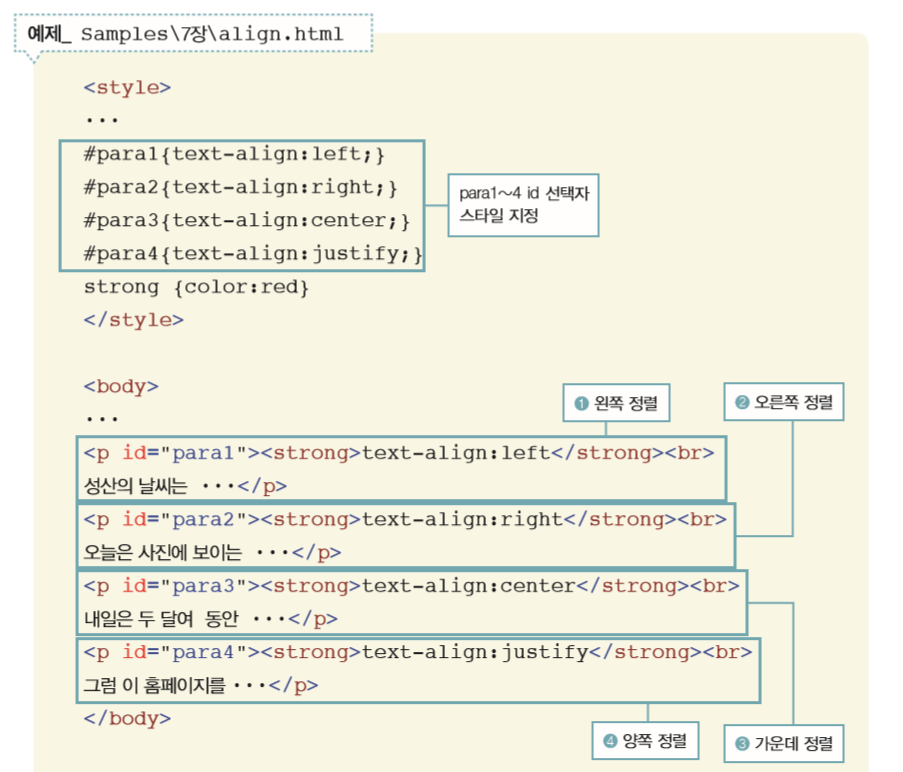 예제_ Samples\7장\align.html
<style>
···
#para1{text-align:left;}
#para2{text-align:right;}
#para3{text-align:center;}
#para4{text-align:justify;}
para1～4 id 선택자
스타일 지정
strong {color:red}
</style>
<body>
···
❶ 왼쪽 정렬
❷ 오른쪽 정렬
<p id="para1"><strong>text-align:left</strong><br>
성산의 날씨는 ···</p>
<p id="para2"><strong>text-align:right</strong><br>
오늘은 사진에 보이는 ···</p>
<p id="para3"><strong>text-align:center</strong><br>
내일은 두 달여 동안 ···</p>
<p id="para4"><strong>text-align:justify</strong><br>
그럼 이 홈페이지를 ···</p>
</body>
❹ 양쪽 정렬
❸ 가운데 정렬